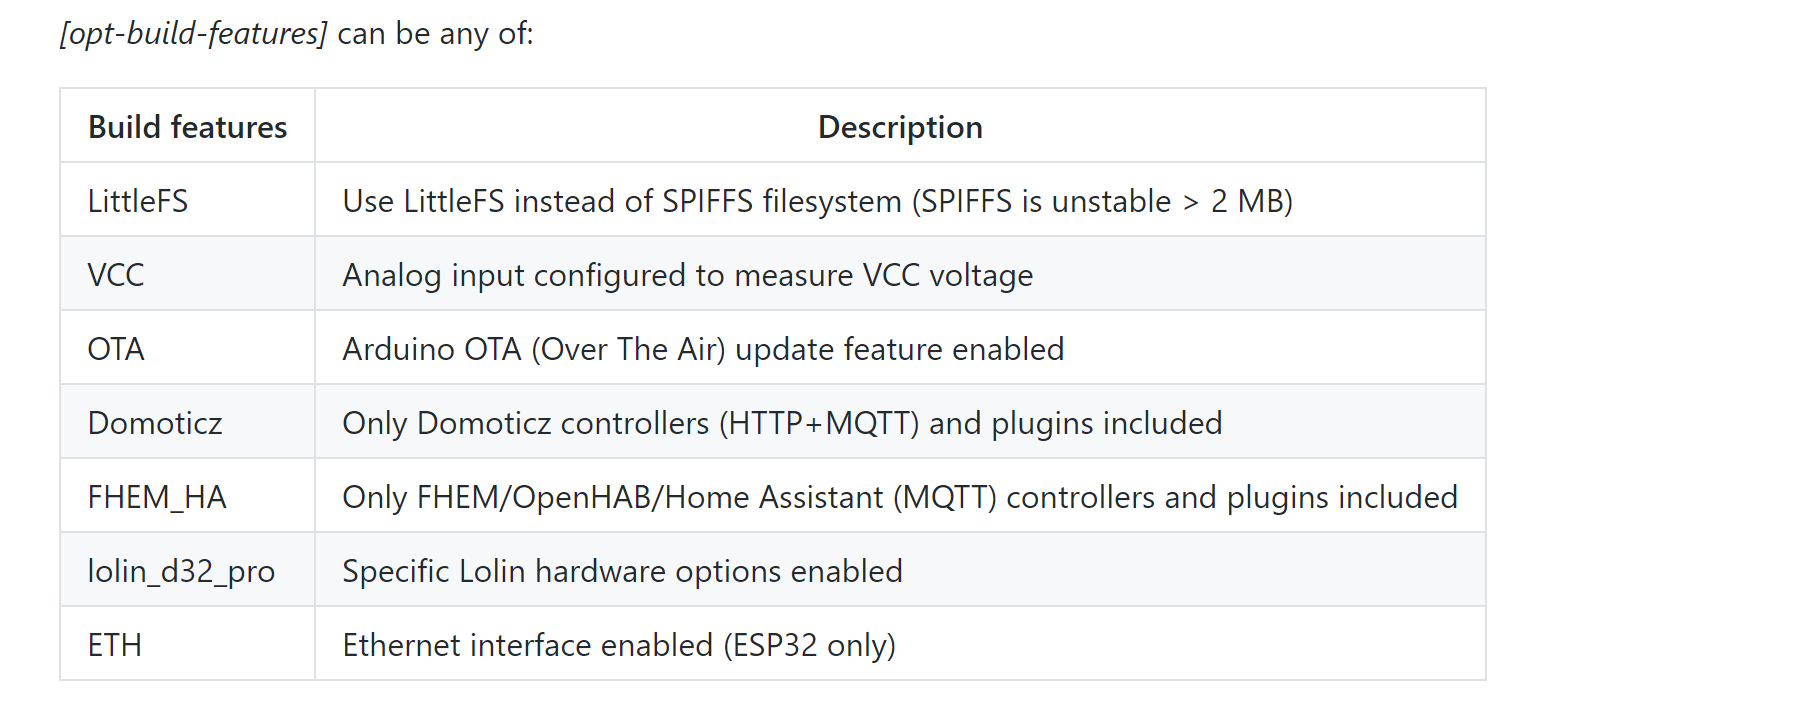 [opt-build-features] can be any of:
Build features Description
LittleFS Use LittleFS instead of SPIFFS filesystem (SPIFFS is unstable > 2 MB)
VCC Analog input configured to measure VCC voltage
OTA Arduino OTA (Over The Air) update feature enabled
Domoticz Only Domoticz controllers (HTTP+MQTT) and plugins included
FHEM_HA Only FHEM/OpenHAB/Home Assistant (MQTT) controllers and plugins included
lolin_d32_pro Specific Lolin hardware options enabled
ETH Ethernet interface enabled (ESP32 only)